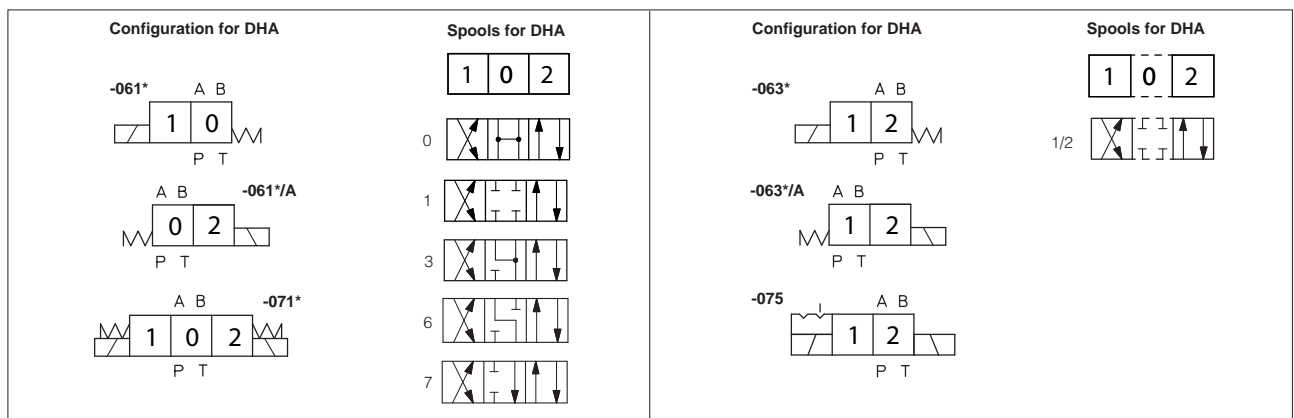 Configuration for DHA
Spools for DHA
-061*
A B
1 0
P T
A B
-061*/A
0 2
P T
A B
-071*
1 0 2
P T
1 0 2
0
1
3
6
7
Configuration for DHA
Spools for DHA
-063*
A B
1 2
P T
-063*/A
A B
1 2
P T
-075
A B
1 2
P T
1 0 2
1/2